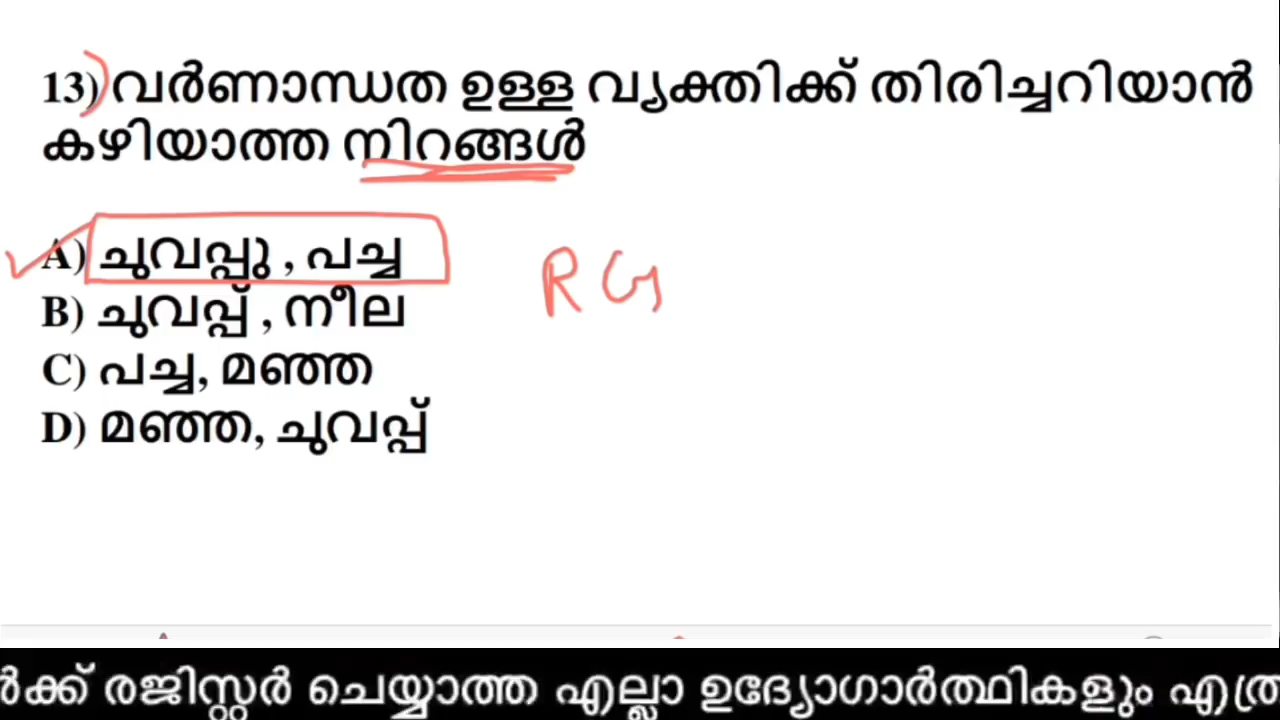 13) വർണാന്ധത ഉള്ള വ്യക്തിക്ക് തിരിച്ചറിയാൻ
കഴിയാത്ത നിറങ്ങൾ
A) ചുവപ്പു , പച്ച
RG
B) ചുവപ്പ് , നീല
C) പച്ച, മഞ്ഞ
D) മഞ്ഞ, ചുവപ്പ്
ർക്ക് രജിസ്റ്റർ ചെയ്യാത്ത എല്ലാ ഉദ്യോഗാർത്ഥികളും എത്ര